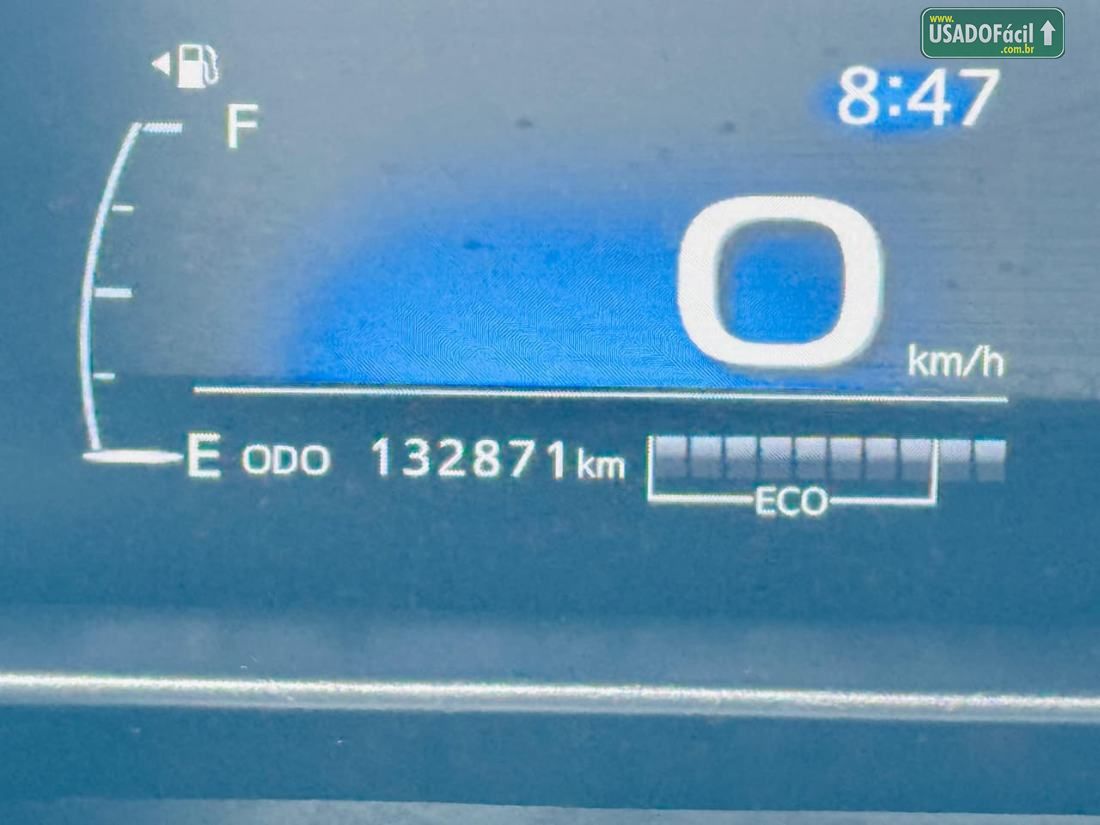 www.
USADOFácil
.com.br
8:47
F
0
km/h
E ODO 132871km
ECO